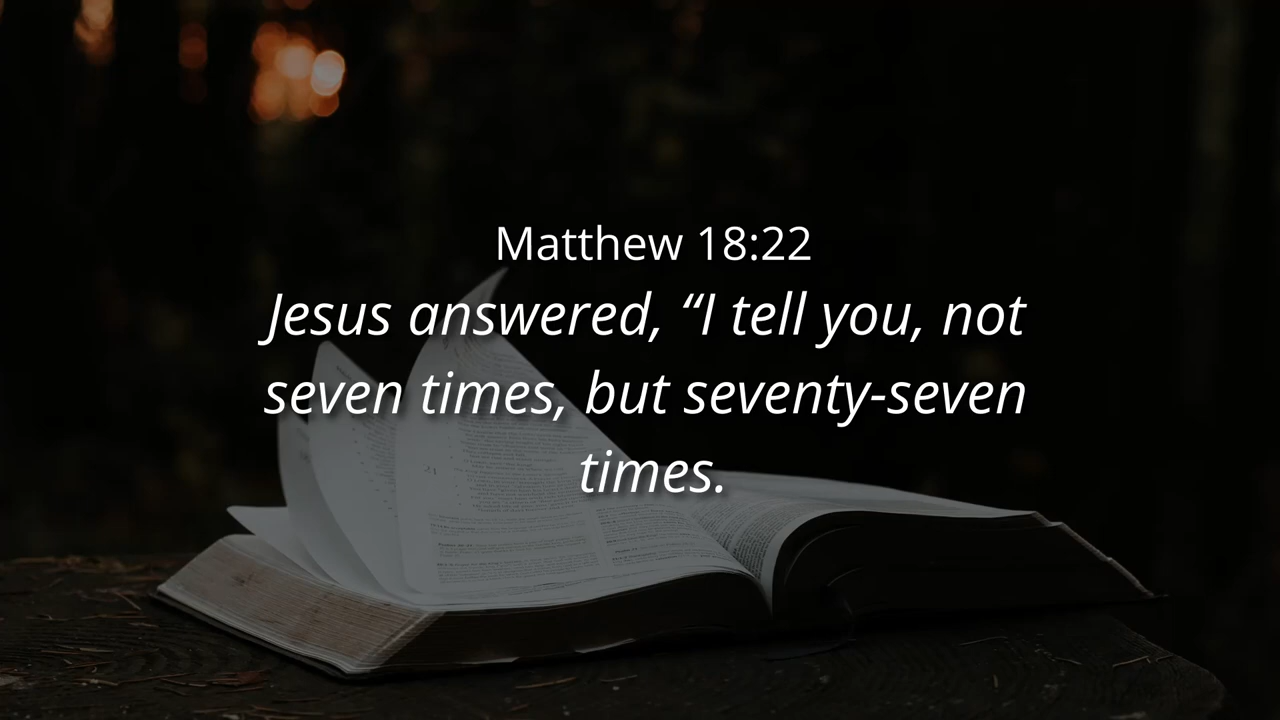 Matthew 18:22
Jesus answered, “I tell you, not
seven times, but seventy-seven
times.